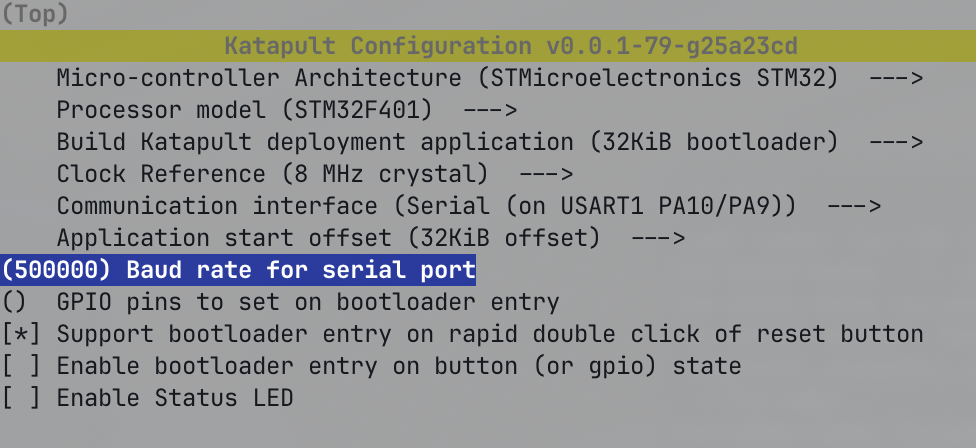 (Top)
Katapult Configuration v0.0.1-79-g25a23cd
Micro-controller Architecture (STMicroelectronics STM32)  --->
Processor model (STM32F401)  --->
Build Katapult deployment application (32KiB bootloader)  --->
Clock Reference (8 MHz crystal)  --->
Communication interface (Serial (on USART1 PA10/PA9))  --->
Application start offset (32KiB offset)  --->
(500000) Baud rate for serial port
()  GPIO pins to set on bootloader entry
[*] Support bootloader entry on rapid double click of reset button
[ ] Enable bootloader entry on button (or gpio) state
[ ] Enable Status LED